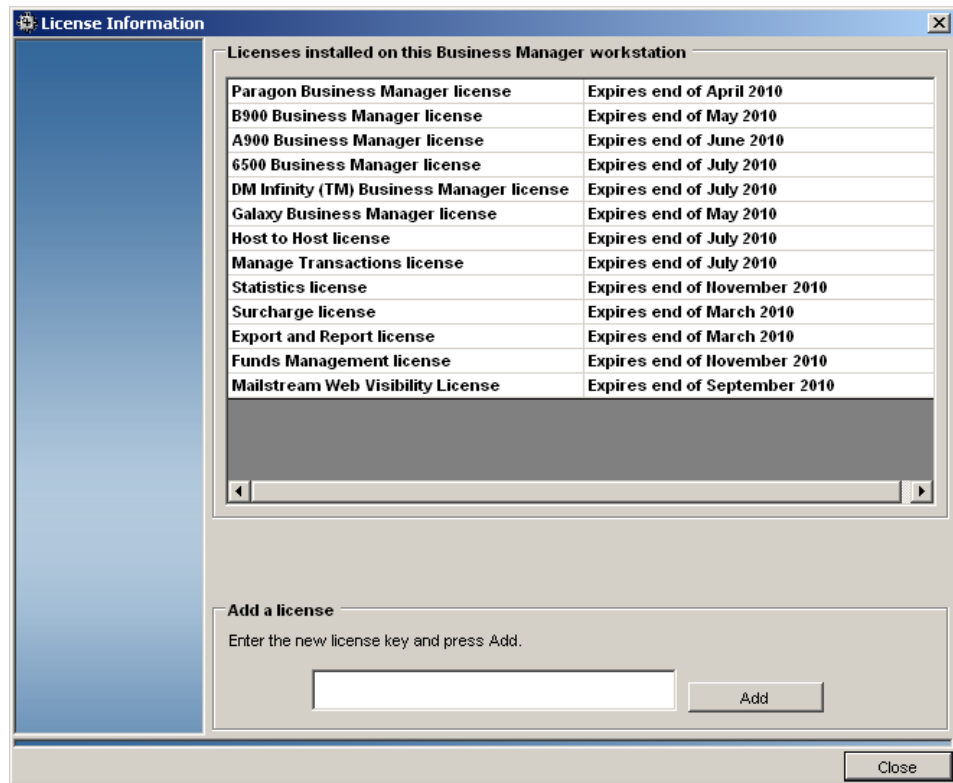 License Information
Licenses installed on this Business Manager workstation
Paragon Business Manager license Expires end of April 2010
B900 Business Manager license Expires end of May 2010
A900 Business Manager license Expires end of June 2010
6500 Business Manager license Expires end of July 2010
DM Infinity (TM) Business Manager license Expires end of July 2010
Galaxy Business Manager license Expires end of May 2010
Host to Host license Expires end of July 2010
Manage Transactions license Expires end of July 2010
Statistics license Expires end of November 2010
Surcharge license Expires end of March 2010
Export and Report license Expires end of March 2010
Funds Management license Expires end of November 2010
Mailstream Web Visibility License Expires end of September 2010
Add a license
Enter the new license key and press Add.
Add
Close